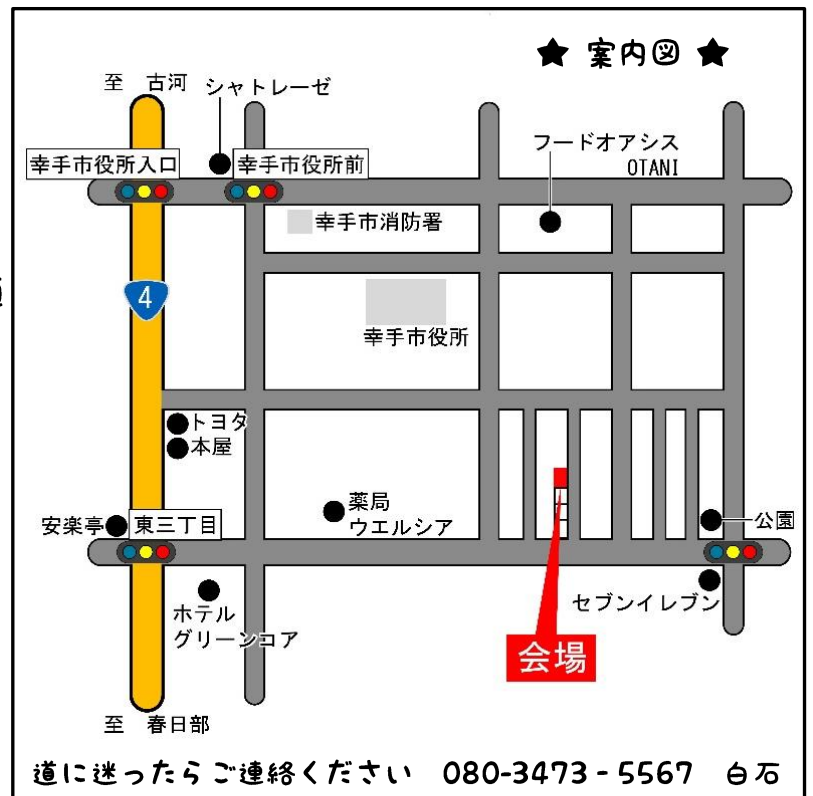 ★ 案内図 ★
至 古河
シャトレーゼ
フードオアシス
OTANI
幸手市役所入口
幸手市役所前
幸手市消防署
4
幸手市役所
トヨタ
本屋
薬局
ウエルシア
安楽亭
東三丁目
公園
セブンイレブン
ホテル
グリーンコア
会場
至 春日部
道に迷ったらご連絡ください 080-3473-5567 白石